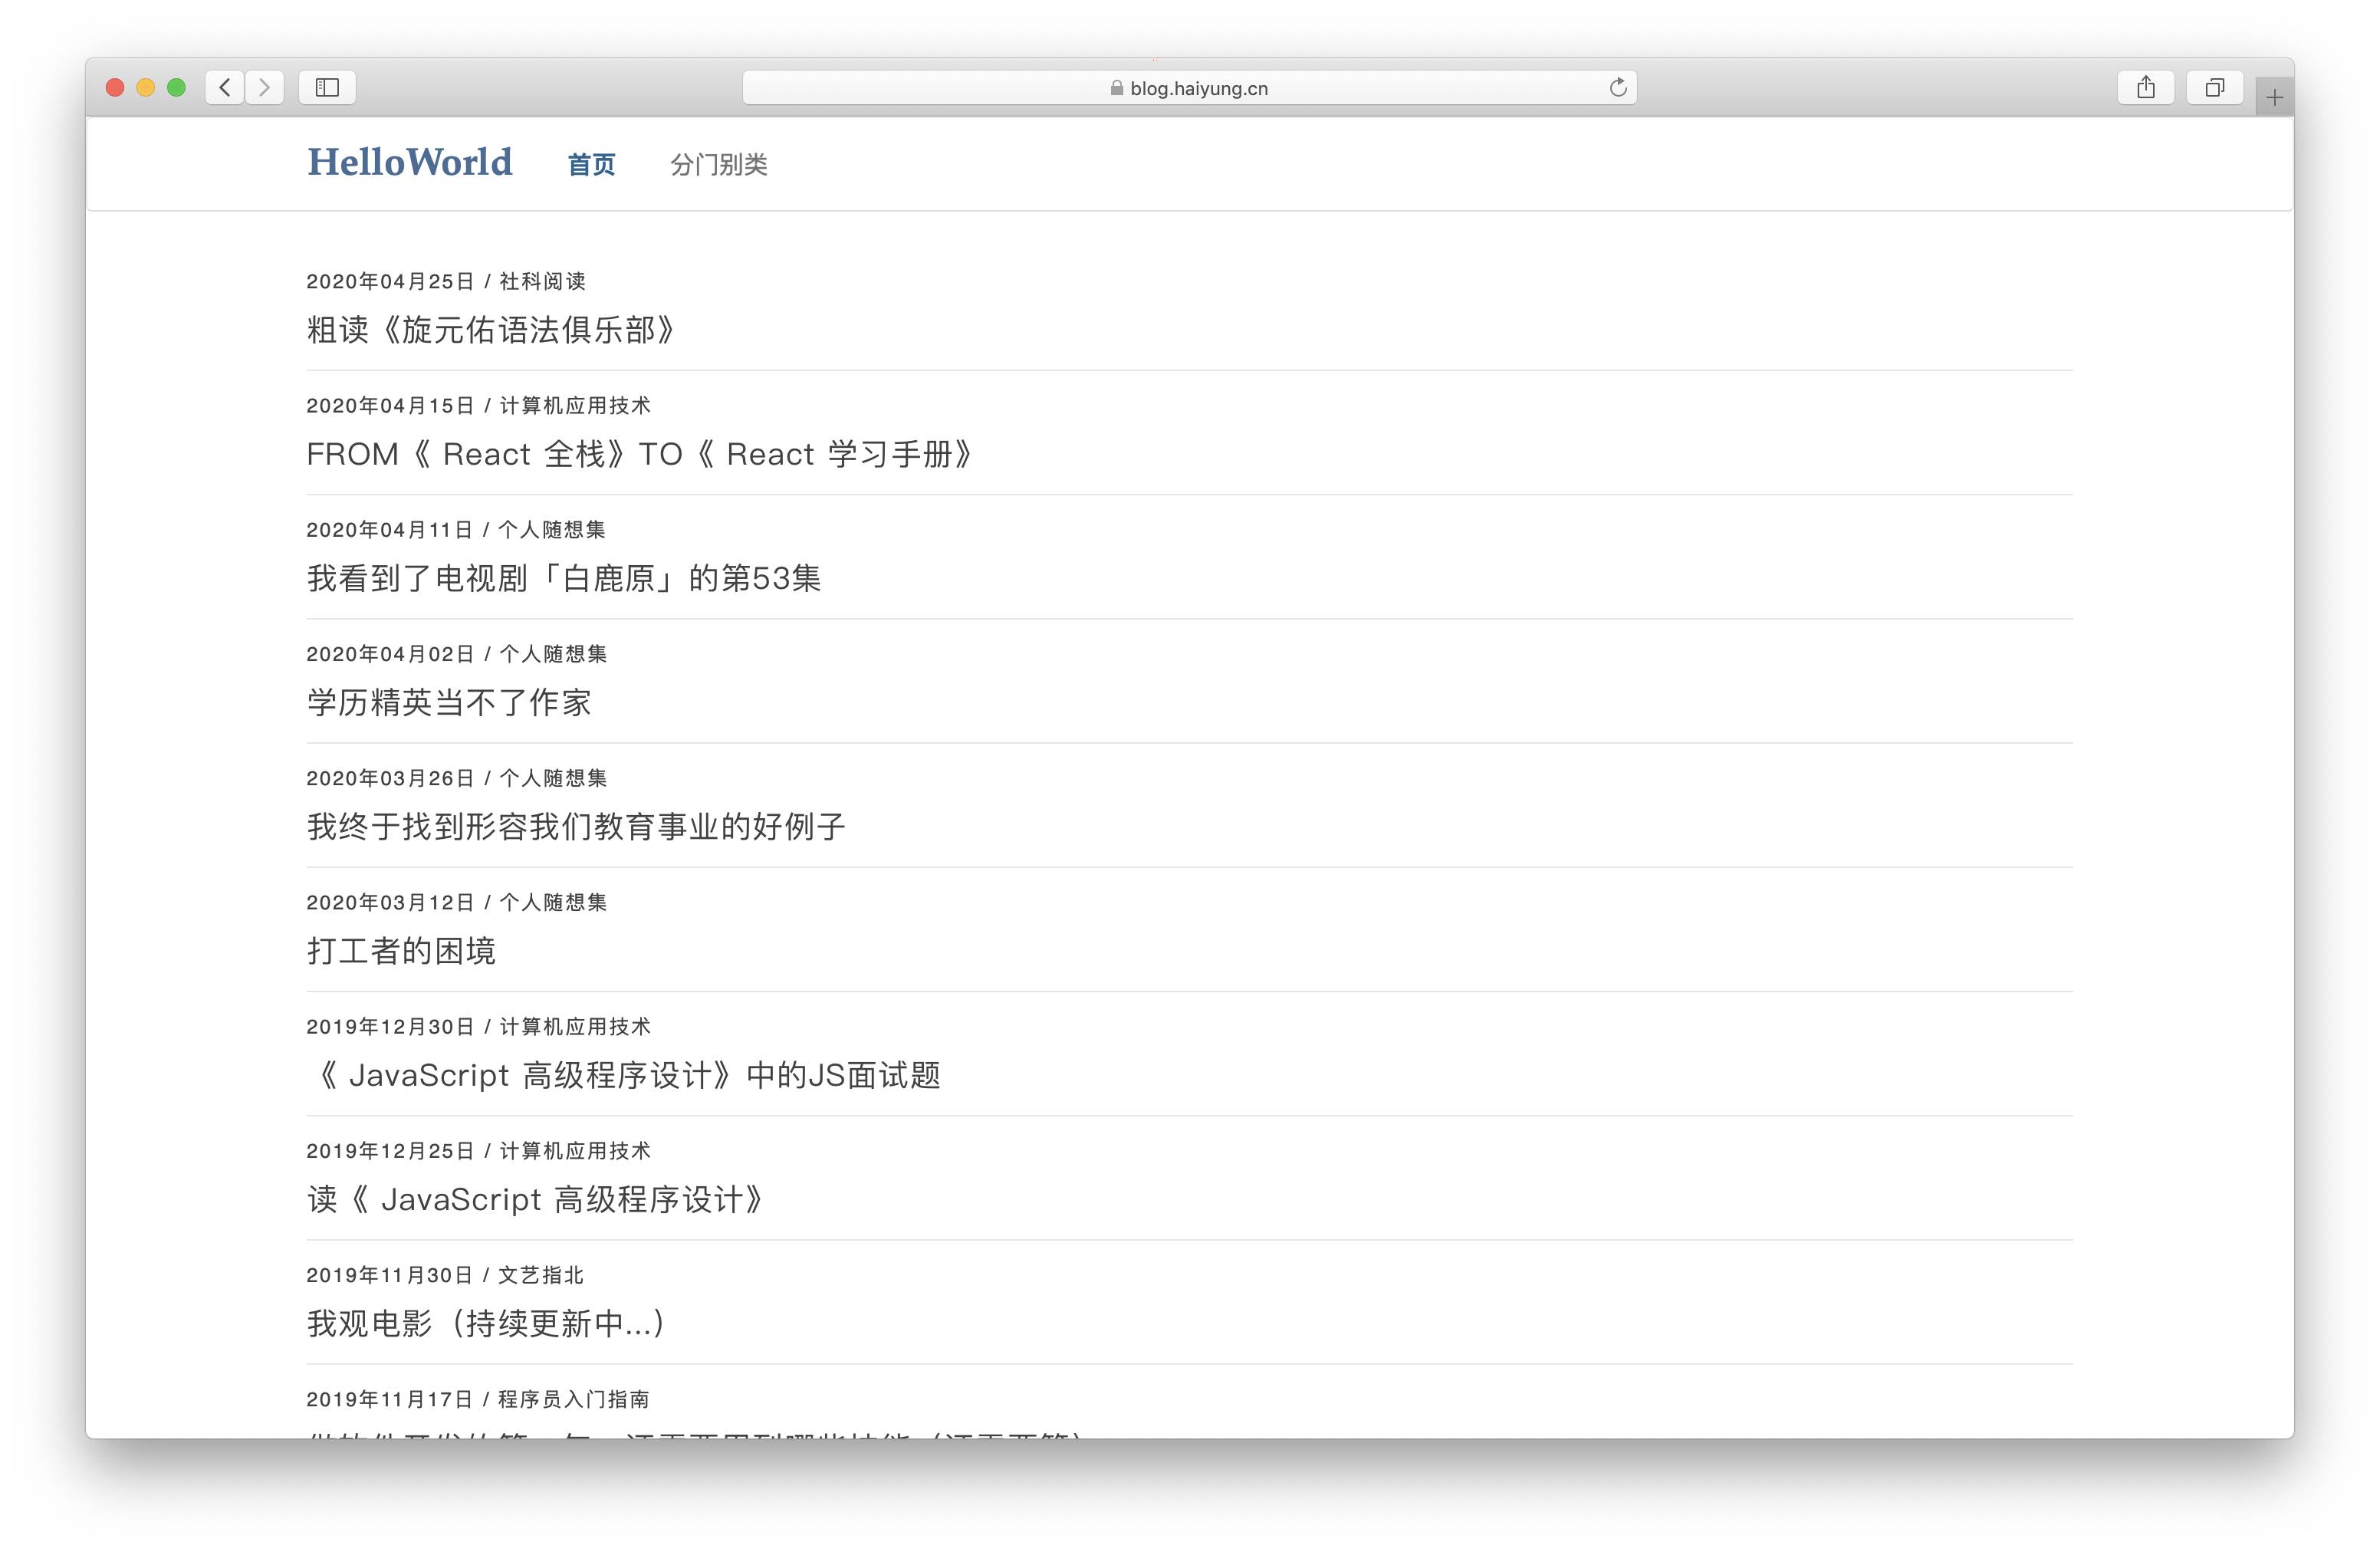 blog.haiyung.cn
HelloWorld 首页 分门别类
2020年04月25日 / 社科阅读
粗读《旋元佑语法俱乐部》
2020年04月15日 / 计算机应用技术
FROM《 React 全栈》TO《 React 学习手册》
2020年04月11日 / 个人随想集
我看到了电视剧「白鹿原」的第53集
2020年04月02日 / 个人随想集
学历精英当不了作家
2020年03月26日 / 个人随想集
我终于找到形容我们教育事业的好例子
2020年03月12日 / 个人随想集
打工者的困境
2019年12月30日 / 计算机应用技术
《 JavaScript 高级程序设计》中的JS面试题
2019年12月25日 / 计算机应用技术
读《 JavaScript 高级程序设计》
2019年11月30日 / 文艺指北
我观电影（持续更新中...）
2019年11月17日 / 程序员入门指南